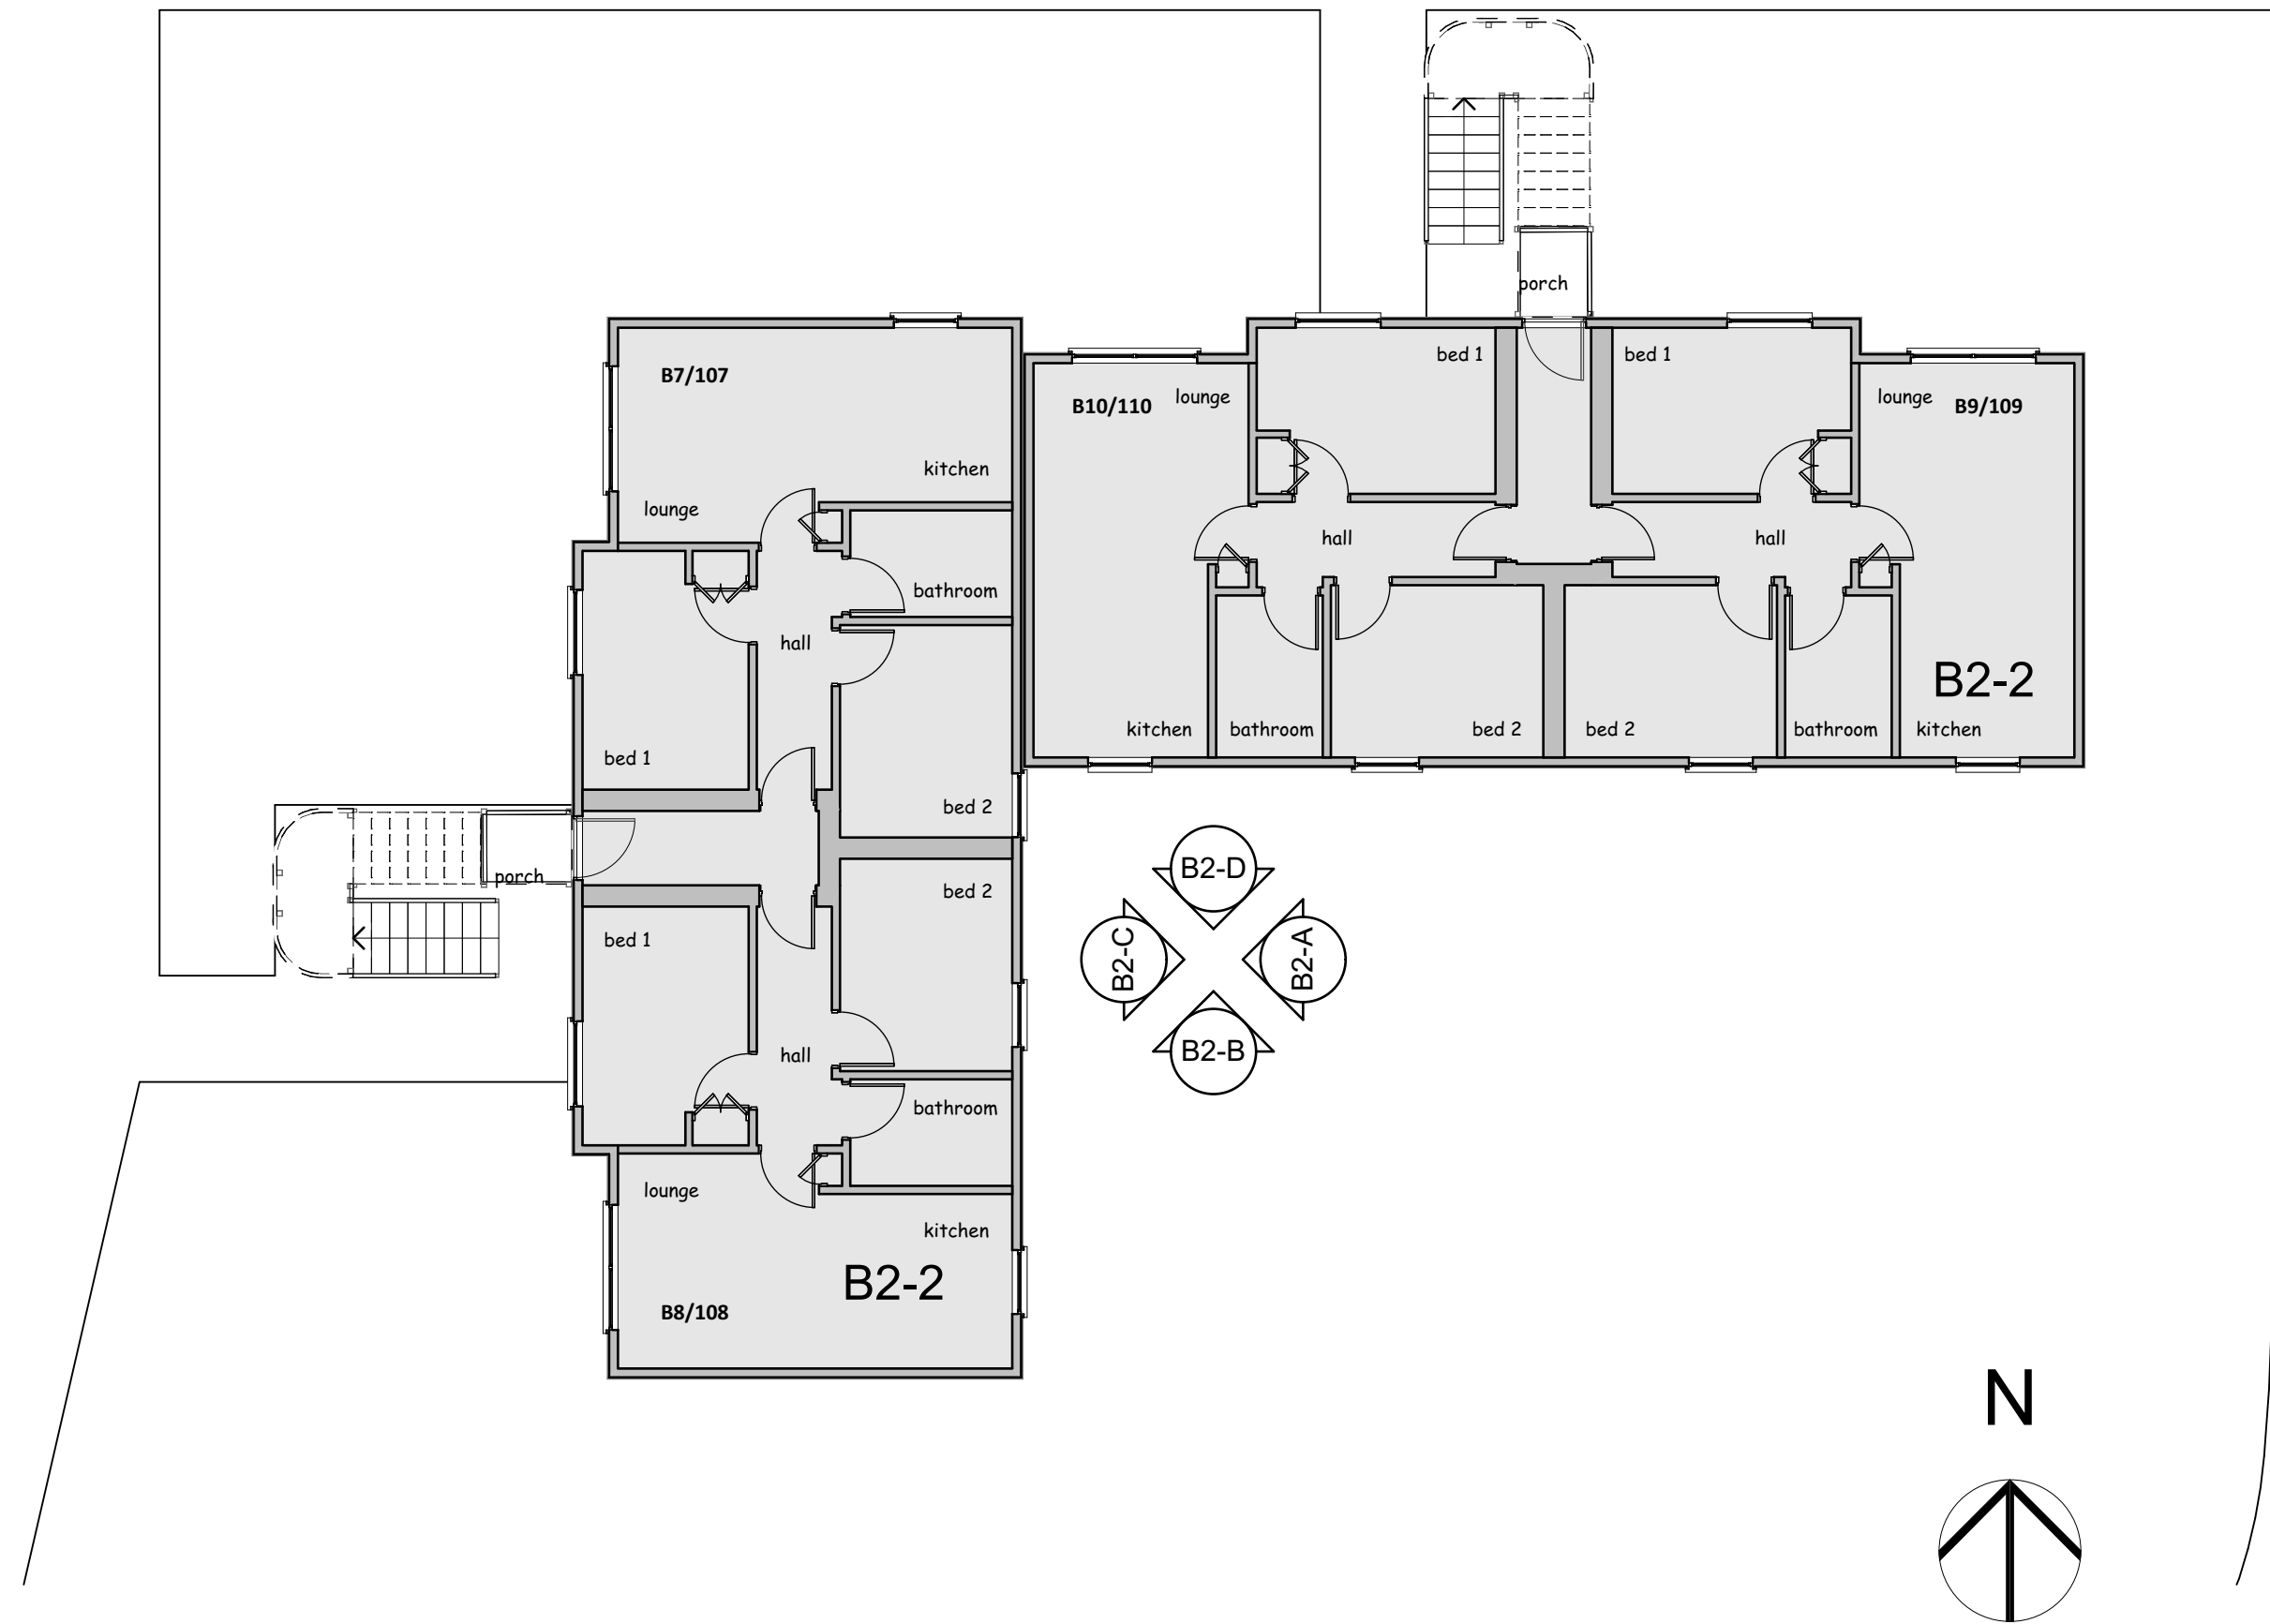 porch
bed 1
bed 1
B7/107
lounge
lounge
B10/110
B9/109
kitchen
lounge
hall
hall
bathroom
hall
B2-2
kitchen
bathroom
bed 2
bed 2
bathroom
kitchen
bed 1
bed 2
B2-D
porch
bed 2
bed 1
B2-C
B2-A
hall
B2-B
bathroom
lounge
kitchen
B2-2
B8/108
N